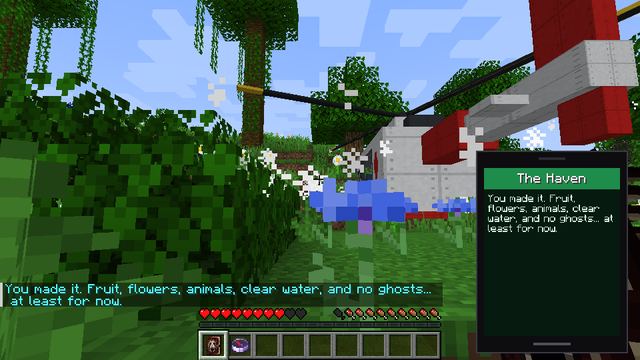 The Haven
You made it. Fruit,
flowers, animals, clear
water, and no ghosts... at
least for now.
You made it. Fruit, flowers, animals, clear water, and no ghosts...
at least for now.